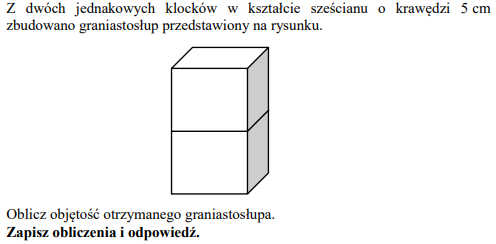 Z dwóch jednakowych klocków w kształcie sześcianu o krawędzi 5 cm
zbudowano graniastosłup przedstawiony na rysunku.
Oblicz objętość otrzymanego graniastosłupa.
Zapisz obliczenia i odpowiedź.